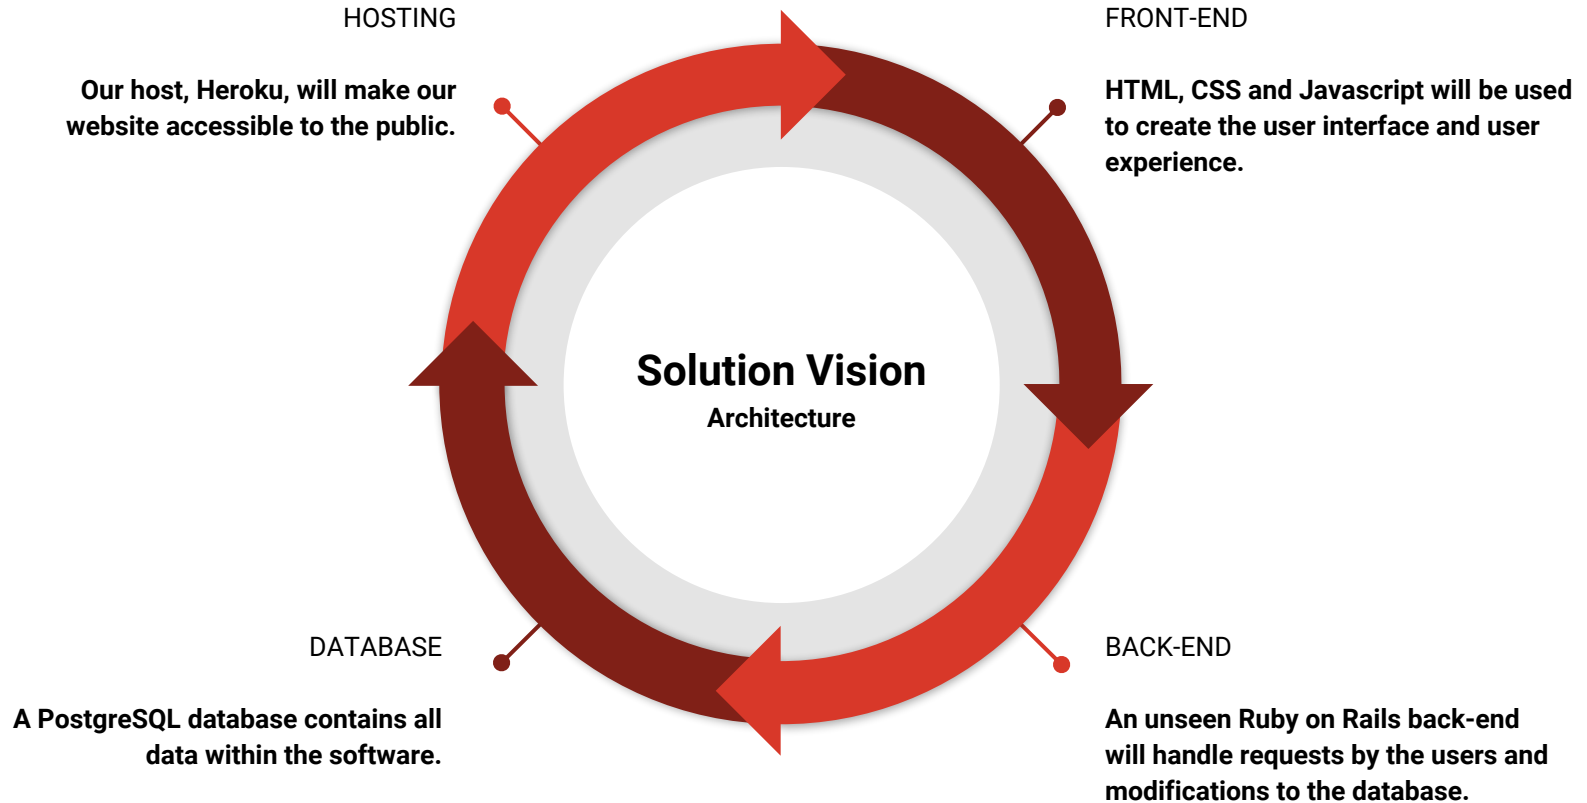 HOSTING
Our host, Heroku, will make our
website accessible to the public.
FRONT-END
HTML, CSS and Javascript will be used
to create the user interface and user
experience.
Solution Vision
Architecture
DATABASE
A PostgreSQL database contains all
data within the software.
BACK-END
An unseen Ruby on Rails back-end
will handle requests by the users and
modifications to the database.